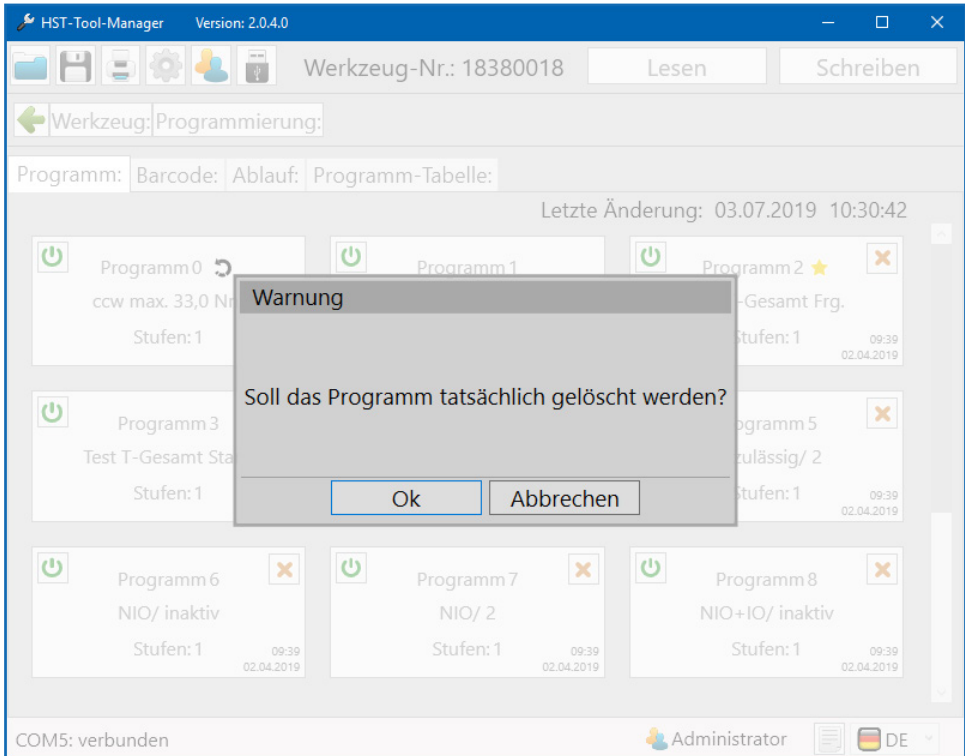 HST-Tool-Manager Version: 2.0.4.0
Werkzeug-Nr.: 18380018 Lesen Schreiben
Werkzeug: Programmierung:
Programm: Barcode: Ablauf: Programm-Tabelle:
Letzte Änderung: 03.07.2019 10:30:42
Programm 0 Programm 1 Programm 2
ccw max. 33,0 -Gesamt Frg.
Stufen: 1 Stufen: 1 09:39
02.04.2019
Warnung
Soll das Programm tatsächlich gelöscht werden?
Ok Abbrechen
Programm 3 Programm 5
Test T-Gesamt zulässig/ 2
Stufen: 1 Stufen: 1 09:39
02.04.2019
Programm 6 Programm 7 Programm 8
NIO/ inaktiv NIO/ 2 NIO+IO/ inaktiv
Stufen: 1 09:39 Stufen: 1 09:39 Stufen: 1 09:39
02.04.2019 02.04.2019 02.04.2019
COM5: verbunden Administrator DE